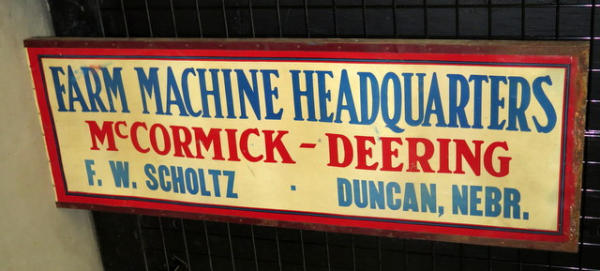 FARM MACHINE HEADQUARTERS
McCORMICK - DEERING
F. W. SCHOLTZ . DUNCAN, NEBR.